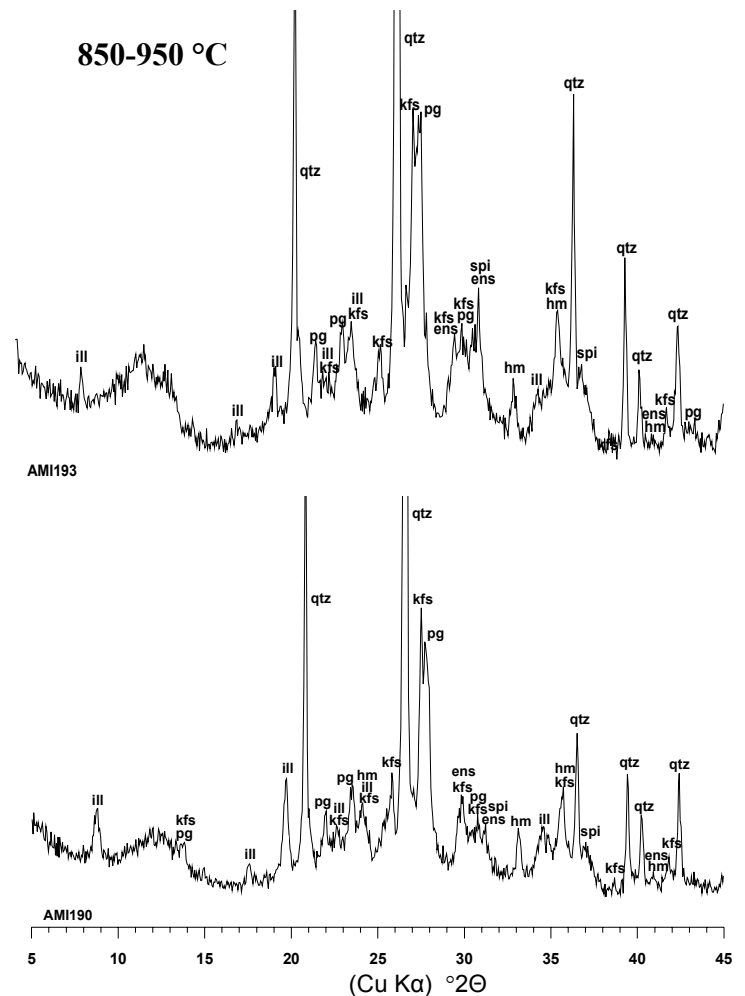 850-950 °C
qtz
kfs
pg
qtz
qtz
spi
ens
qtz
ill
kfs
pg
kfs
pg
kfs
ens
kfs
hm
qtz
pg
ill
kfs
kfs
spi
qtz
ill
ill
hm
ill
kfs
ens
hm
pg
ill
kfs
AMI193
qtz
qtz
kfs
pg
qtz
ill
pg
hm
ill
kfs
kfs
ens
kfs
hm
kfs
qtz
qtz
ill
pg
ill
kfs
pg
kfs
spi
ens
hm
ill
qtz
kfs
pg
spi
kfs
ens
hm
ill
kfs
AMI190
5 10 15 20 25 30 35 40 45
(Cu Kα) °2Θ